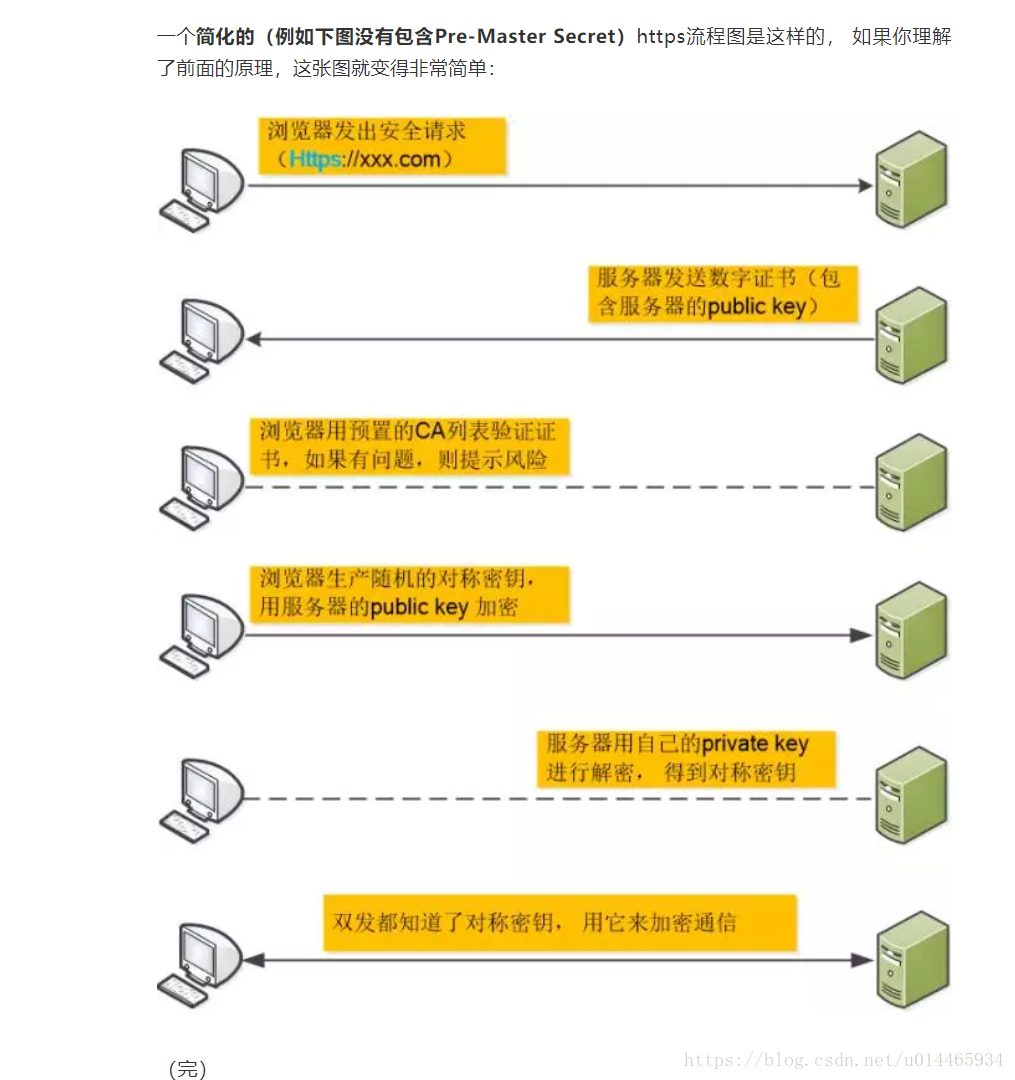 一个简化的（例如下图没有包含Pre-Master Secret）https流程图是这样的， 如果你理解
了前面的原理，这张图就变得非常简单：
浏览器发出安全请求
（Https://xxx.com）
服务器发送数字证书（包
含服务器的public key）
浏览器用预置的CA列表验证证
书，如果有问题，则提示风险
浏览器生产随机的对称密钥，
用服务器的public key 加密
服务器用自己的private key
进行解密， 得到对称密钥
双发都知道了对称密钥， 用它来加密通信
（完）
https://blog.csdn.net/u014465934